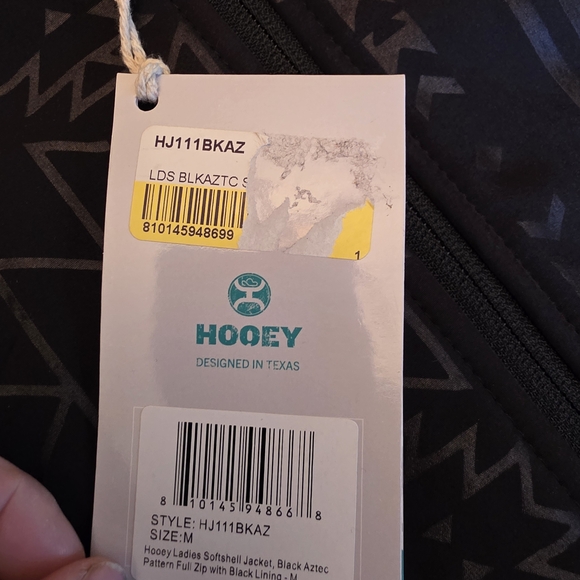 HJ111BKAZ
LDS BLKAZTC S
810145948699
1
HOOEY
DESIGNED IN TEXAS
8 10145 94866 8
STYLE: HJ111BKAZ
SIZE:M
Hooey Ladies Softshell Jacket, Black Aztec
Pattern Full Zip with Black Lining - M